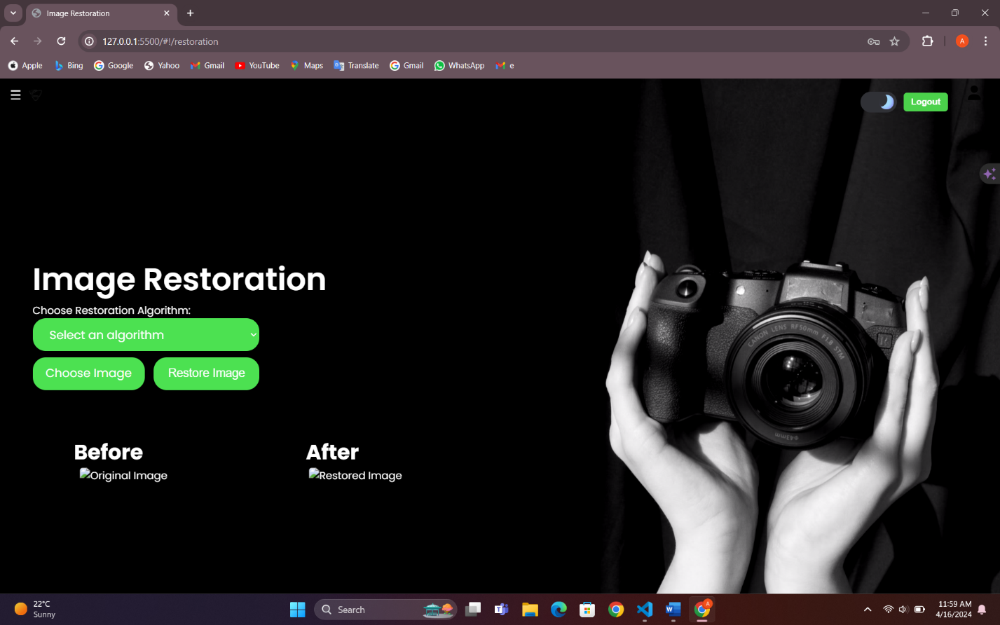 Image Restoration
127.0.0.1:5500/#!/restoration
A
Apple
Bing
Google
Yahoo
Gmail
YouTube
Maps
Translate
Gmail
WhatsApp
e
Logout
Image Restoration
Choose Restoration Algorithm:
Select an algorithm
Choose Image
Restore Image
Before
After
Original Image
Restored Image
CANON LENS RF50mm F1.8 STM
φ43mm
22°C
Sunny
Search
A
11:59 AM
4/16/2024